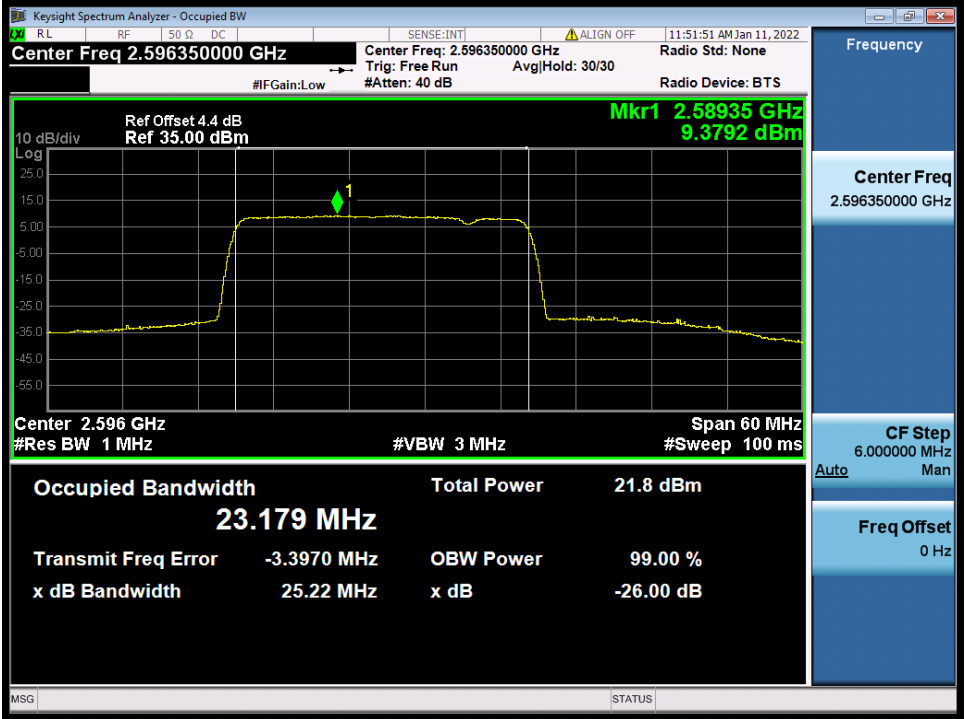 Keysight Spectrum Analyzer - Occupied BW
LXI RL RF 50 Ω DC SENSE:INT ALIGN OFF 11:51:51 AM Jan 11, 2022
Center Freq 2.596350000 GHz
Center Freq: 2.596350000 GHz Radio Std: None
Trig: Free Run Avg|Hold: 30/30
#IFGain:Low #Atten: 40 dB Radio Device: BTS
Mkr1 2.58935 GHz
9.3792 dBm
Ref Offset 4.4 dB
10 dB/div Ref 35.00 dBm
Log
25.0
15.0
5.00
-5.00
-15.0
-25.0
-35.0
-45.0
-55.0
1
Center 2.596 GHz Span 60 MHz
#Res BW 1 MHz #VBW 3 MHz #Sweep 100 ms
Occupied Bandwidth Total Power 21.8 dBm
23.179 MHz
Transmit Freq Error -3.3970 MHz OBW Power 99.00 %
x dB Bandwidth 25.22 MHz x dB -26.00 dB
MSG STATUS
Frequency
Center Freq
2.596350000 GHz
CF Step
6.000000 MHz
Auto Man
Freq Offset
0 Hz